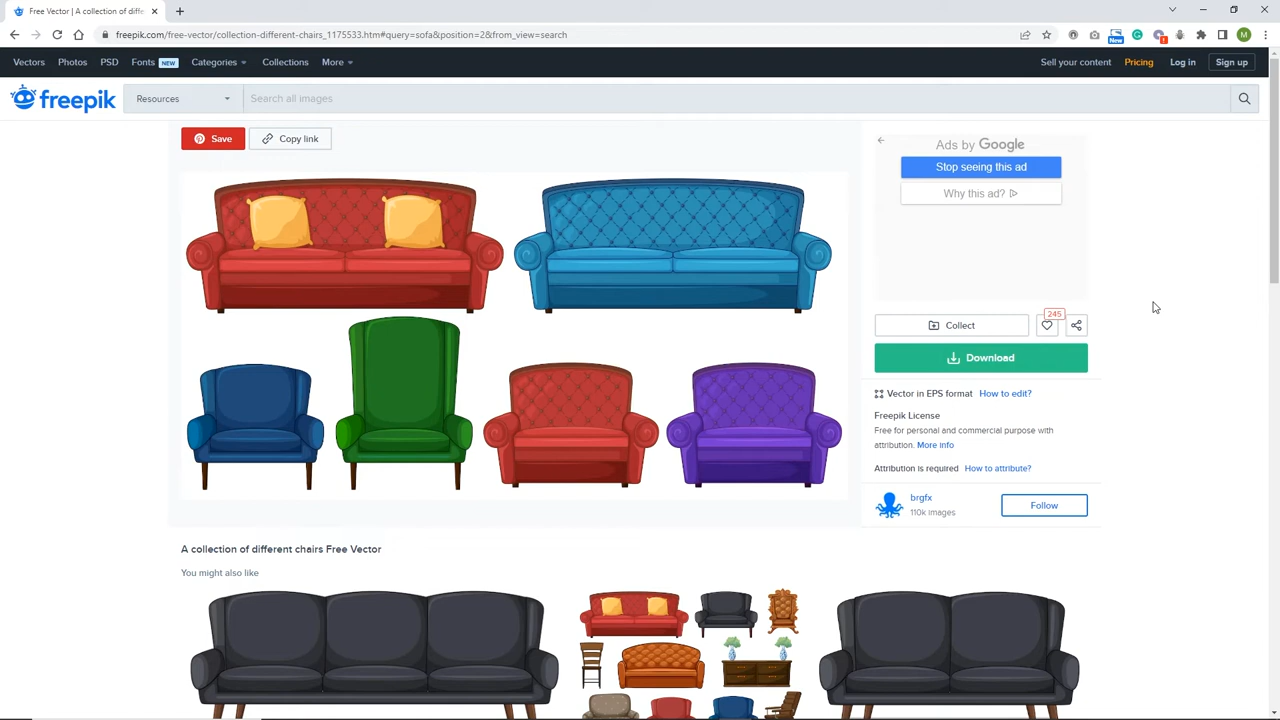 Free Vector | A collection of diffe
freepik.com/free-vector/collection-different-chairs_1175533.htm#query=sofa&position=2&from_view=search
New
M
Vectors
Photos
PSD
Fonts NEW
Categories
Collections
More
Sell your content
Pricing
Log in
Sign up
freepik
Resources
Search all images
Save
Copy link
Ads by Google
Stop seeing this ad
Why this ad?
245
Collect
Download
Vector in EPS format How to edit?
Freepik License
Free for personal and commercial purpose with
attribution. More info
Attribution is required How to attribute?
brgfx
110k images
Follow
A collection of different chairs Free Vector
You might also like